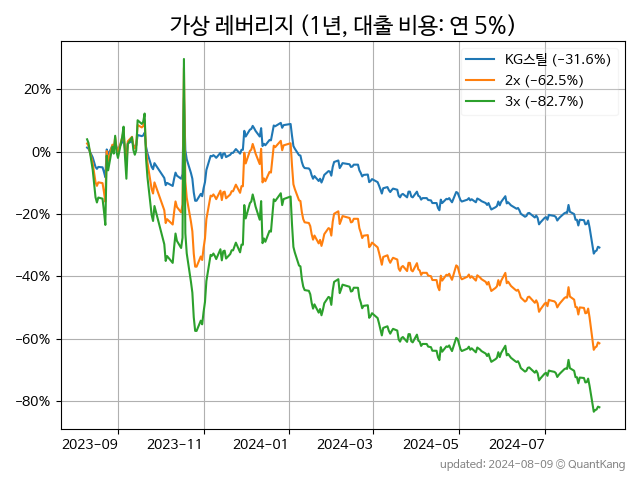 가상 레버리지 (1년, 대출 비용: 연 5%)
KG스틸 (−31.6%)
2x (−62.5%)
3x (−82.7%)
20%
0%
−20%
−40%
−60%
−80%
2023-09 2023-11 2024-01 2024-03 2024-05 2024-07
updated: 2024-08-09 © QuantKang